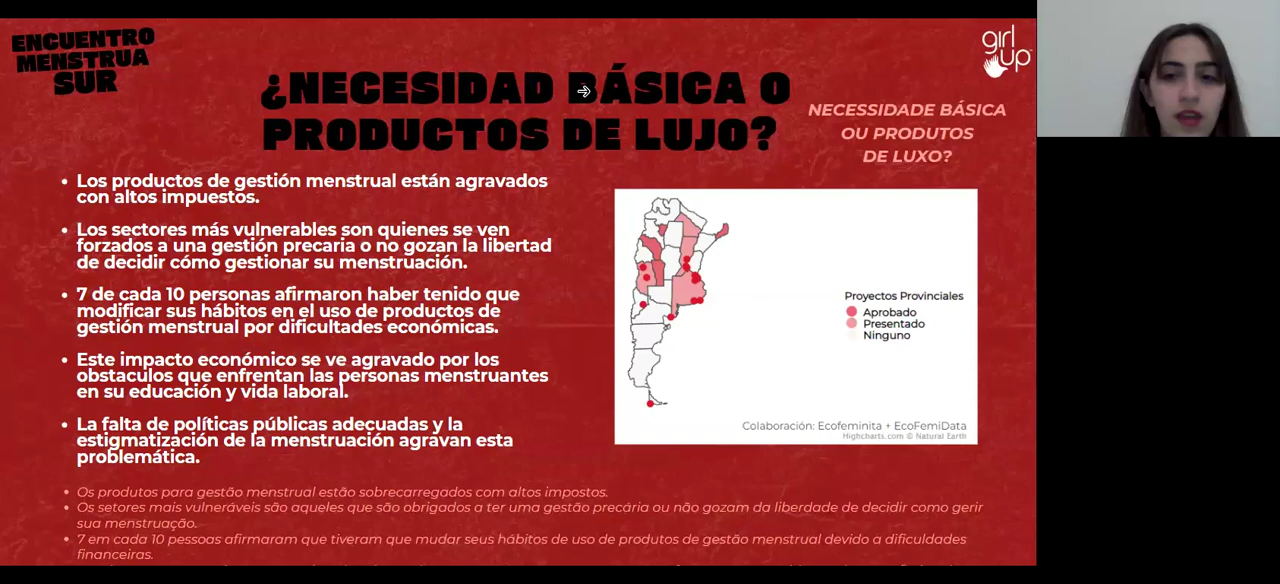 ENCUENTRO
MENSTRUA
SUR
girl
up
¿NECESIDAD BÁSICA O
PRODUCTOS DE LUJO?
NECESSIDADE BÁSICA
OU PRODUTOS
DE LUXO?
• Los productos de gestión menstrual están agravados
con altos impuestos.
• Los sectores más vulnerables son quienes se ven
forzados a una gestión precaria o no gozan la libertad
de decidir cómo gestionar su menstruación.
• 7 de cada 10 personas afirmaron haber tenido que
modificar sus hábitos en el uso de productos de
gestión menstrual por dificultades económicas.
• Este impacto económico se ve agravado por los
obstaculos que enfrentan las personas menstruantes
en su educación y vida laboral.
• La falta de políticas públicas adecuadas y la
estigmatización de la menstruación agravan esta
problemática.
Proyectos Provinciales
Aprobado
Presentado
Ninguno
Colaboración: Ecofeminita + EcoFemiData
Highcharts.com © Natural Earth
• Os produtos para gestão menstrual estão sobrecarregados com altos impostos.
• Os setores mais vulneráveis são aqueles que são obrigados a ter uma gestão precária ou não gozam da liberdade de decidir como gerir
sua menstruação.
• 7 em cada 10 pessoas afirmaram que tiveram que mudar seus hábitos de uso de produtos de gestão menstrual devido a dificuldades
financeiras.